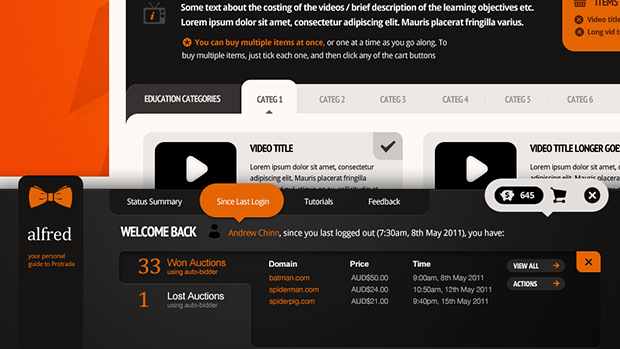 Some text about the costing of the videos / brief description of the learning objectives etc.
Lorem ipsum dolor sit amet, consectetur adipiscing elit. Mauris placerat fringilla varius.
You can buy multiple items at once, or one at a time as you go along. To
buy multiple items, just tick each one, and then click any of the cart buttons
ITEMS
Video title
Long vid t
EDUCATION CATEGORIES
CATEG 1
CATEG 2
CATEG 3
CATEG 4
CATEG 5
CATEG 6
VIDEO TITLE
Lorem ipsum dolor sit amet, consectetur
adipiscing elit. Mauris placerat fringilla
VIDEO TITLE LONGER GOES
Lorem ipsum dolor sit amet, co
adipiscing elit. Mauris placerat
alfred
your personal
guide to Protrada
Status Summary
Since Last Login
Tutorials
Feedback
$ 645
WELCOME BACK
Andrew Chinn, since you last logged out (7:30am, 8th May 2011), you have:
33 Won Auctions
using auto-bidder
1 Lost Auctions
using auto-bidder
Domain Price Time
batman.com AUD$50.00 9:00am, 8th May 2011
spiderman.com AUD$24.00 10:50am, 12th May 2011
spiderpig.com AUD$21.00 9:40pm, 15th May 2011
VIEW ALL
ACTIONS